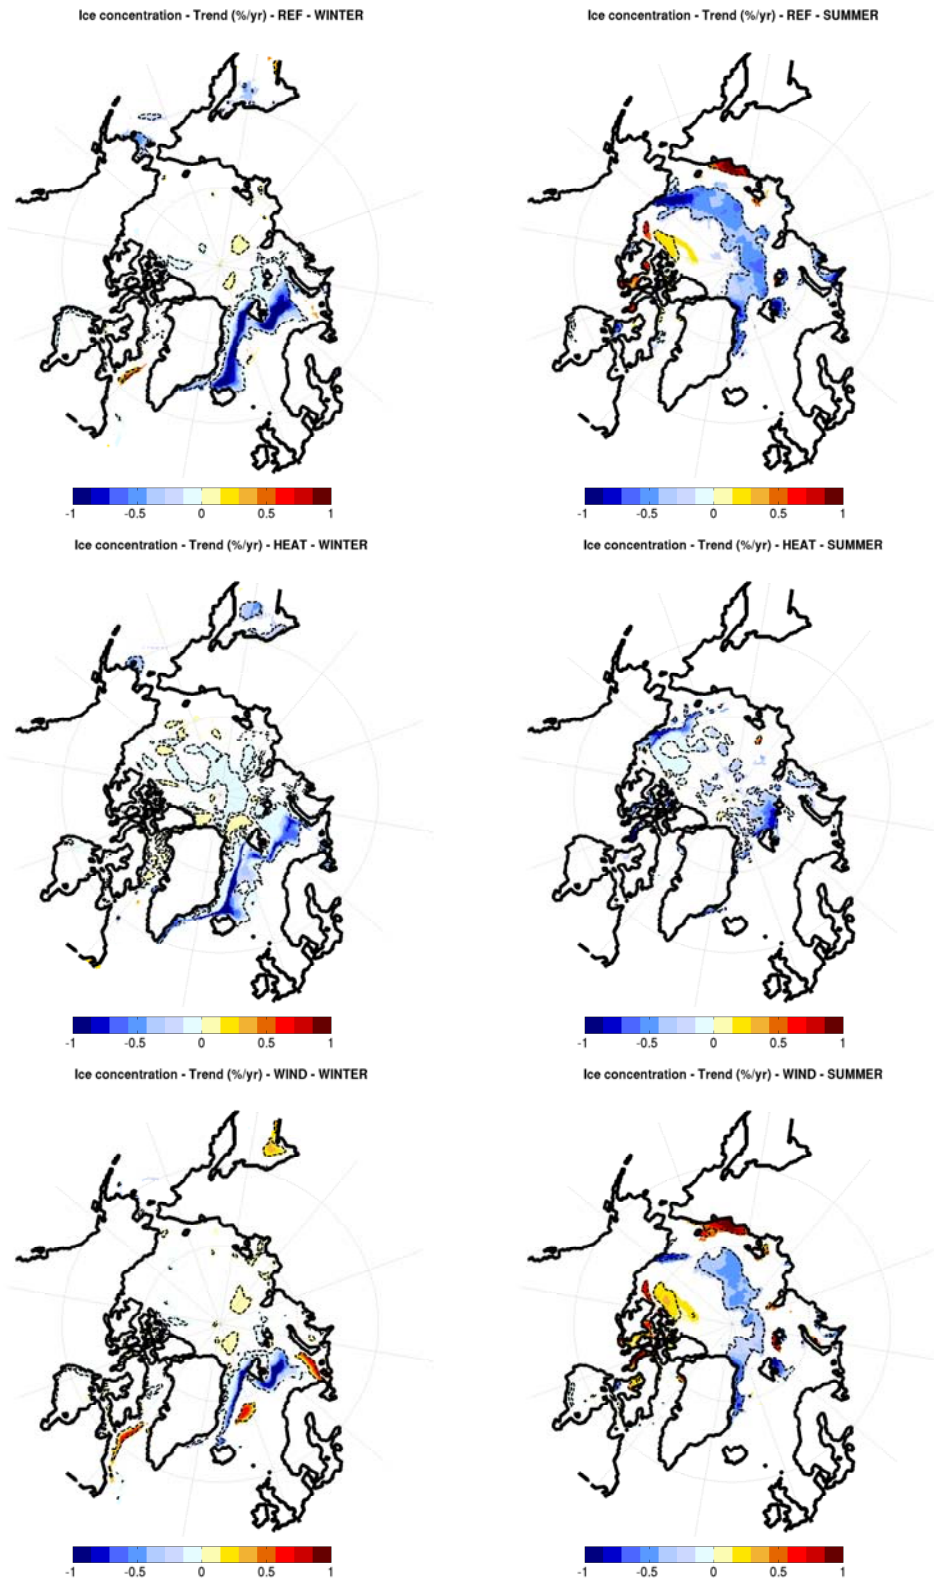 Ice concentration - Trend (%/yr) - REF - WINTER
Ice concentration - Trend (%/yr) - REF - SUMMER
-1 -0.5 0 0.5 1
-1 -0.5 0 0.5 1
Ice concentration - Trend (%/yr) - HEAT - WINTER
Ice concentration - Trend (%/yr) - HEAT - SUMMER
-1 -0.5 0 0.5 1
-1 -0.5 0 0.5 1
Ice concentration - Trend (%/yr) - WIND - WINTER
Ice concentration - Trend (%/yr) - WIND - SUMMER
-1 -0.5 0 0.5 1
-1 -0.5 0 0.5 1